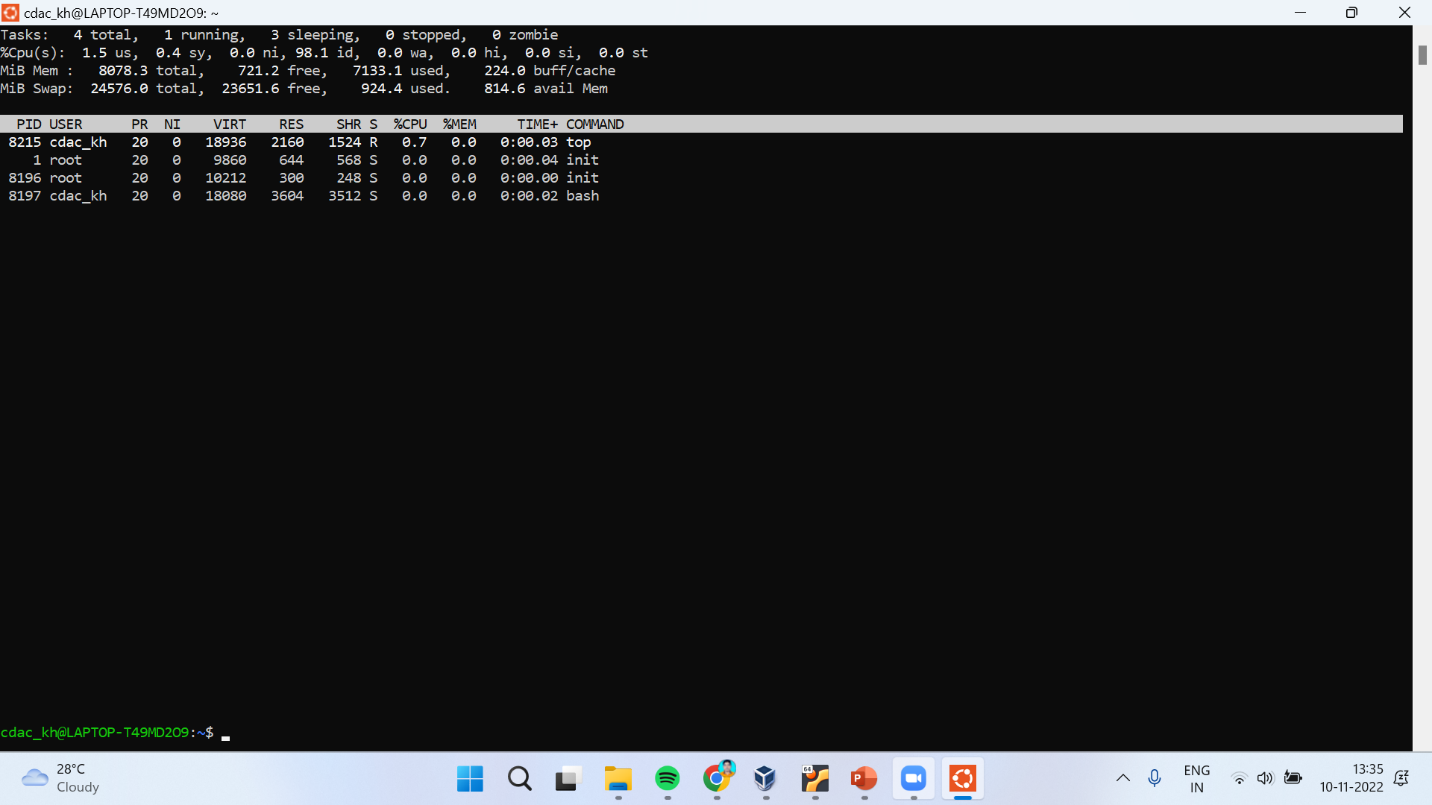 cdac_kh@LAPTOP-T49MD2O9: ~
Tasks:   4 total,   1 running,   3 sleeping,   0 stopped,   0 zombie
%Cpu(s):  1.5 us,  0.4 sy,  0.0 ni, 98.1 id,  0.0 wa,  0.0 hi,  0.0 si,  0.0 st
MiB Mem :   8078.3 total,    721.2 free,   7133.1 used,    224.0 buff/cache
MiB Swap:  24576.0 total,  23651.6 free,    924.4 used.    814.6 avail Mem
  PID USER      PR  NI    VIRT    RES    SHR S  %CPU  %MEM     TIME+ COMMAND
 8215 cdac_kh   20   0   18936   2160   1524 R   0.7   0.0   0:00.03 top
    1 root      20   0    9860    644    568 S   0.0   0.0   0:00.04 init
 8196 root      20   0   10212    300    248 S   0.0   0.0   0:00.00 init
 8197 cdac_kh   20   0   18080   3604   3512 S   0.0   0.0   0:00.02 bash
cdac_kh@LAPTOP-T49MD2O9:~$
28°C
Cloudy
64
P
ENG
IN
13:35
10-11-2022